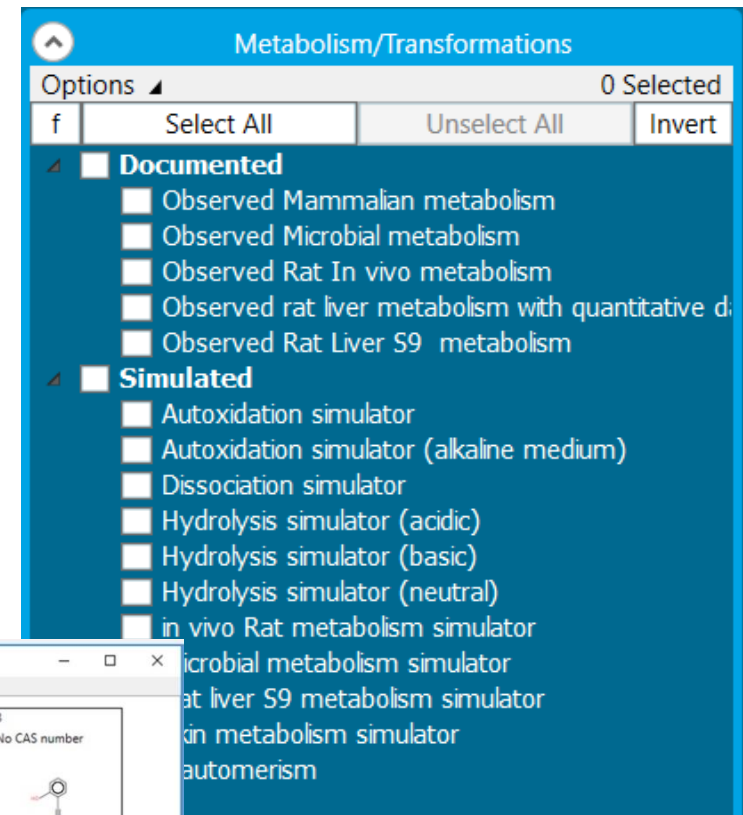 Metabolism/Transformations
Options
0 Selected
f Select All Unselect All Invert
Documented
Observed Mammalian metabolism
Observed Microbial metabolism
Observed Rat In vivo metabolism
Observed rat liver metabolism with quantitative
Observed Rat Liver S9 metabolism
Simulated
Autoxidation simulator
Autoxidation simulator (alkaline medium)
Dissociation simulator
Hydrolysis simulator (acidic)
Hydrolysis simulator (basic)
Hydrolysis simulator (neutral)
in vivo Rat metabolism simulator
icrobial metabolism simulator
at liver S9 metabolism simulator
kin metabolism simulator
automerism
No CAS number